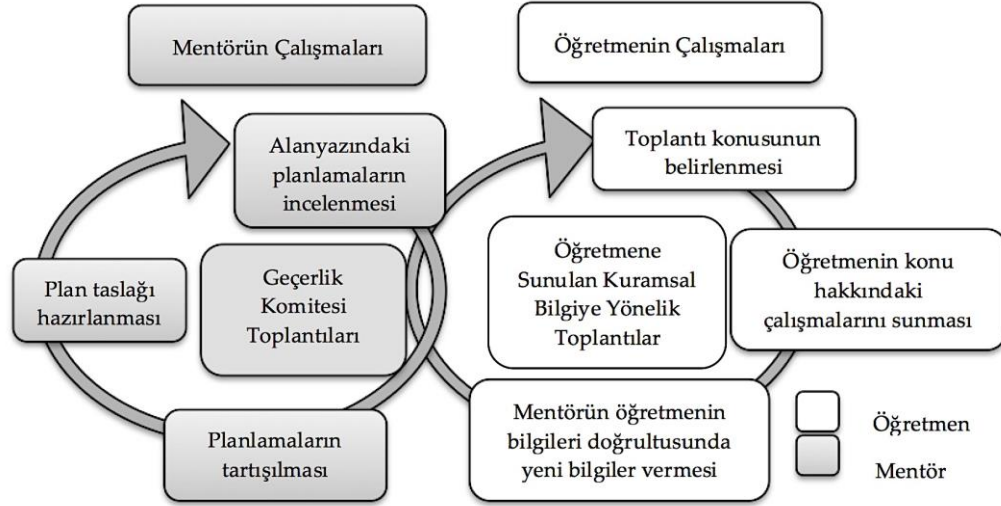 Mentörün Çalışmaları
Öğretmenin Çalışmaları
Alanyazındaki
planlamaların
incelenmesi
Plan taslağı
hazırlanması
Geçerlik
Komitesi
Toplantıları
Planlamaların
tartışılması
Toplantı konusunun
belirlenmesi
Öğretmene
Sunulan Kuramsal
Bilgiye Yönelik
Toplantılar
Öğretmenin konu
hakkındaki
çalışmalarını sunması
Mentörün öğretmenin
bilgileri doğrultusunda
yeni bilgiler vermesi
Öğretmen
Mentör